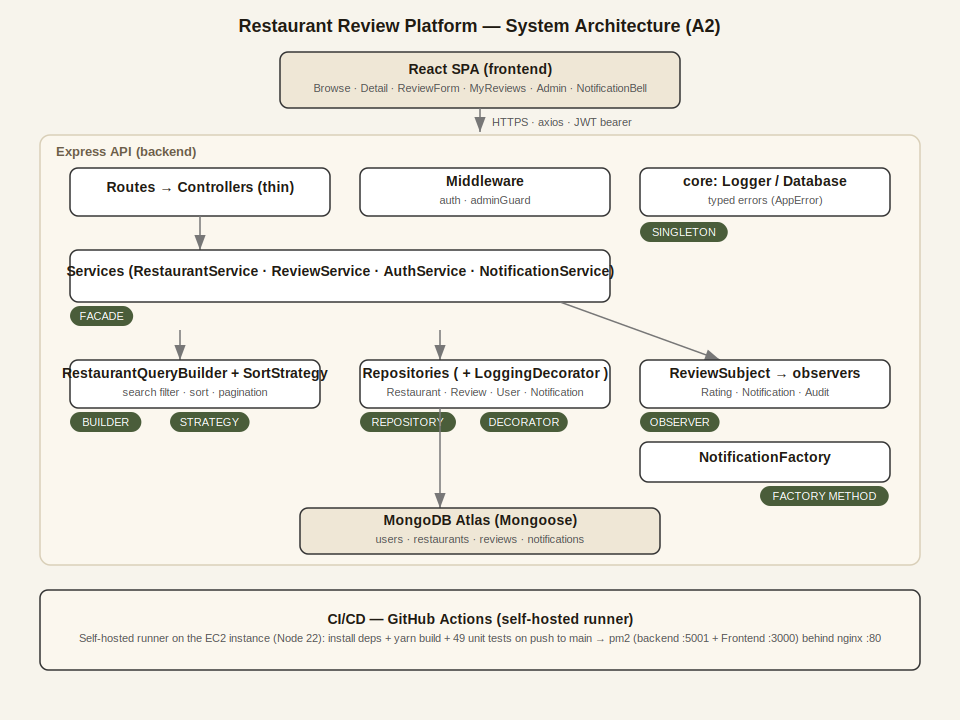 Restaurant Review Platform — System Architecture (A2)
React SPA (frontend)
Browse · Detail · ReviewForm · MyReviews · Admin · NotificationBell
HTTPS · axios · JWT bearer
Express API (backend)
Routes → Controllers (thin)
Middleware
auth · adminGuard
core: Logger / Database
typed errors (AppError)
SINGLETON
Services (RestaurantService · ReviewService · AuthService · NotificationService)
FACADE
RestaurantQueryBuilder + SortStrategy
search filter · sort · pagination
BUILDER
STRATEGY
Repositories ( + LoggingDecorator )
Restaurant · Review · User · Notification
REPOSITORY
DECORATOR
ReviewSubject → observers
Rating · Notification · Audit
OBSERVER
NotificationFactory
FACTORY METHOD
MongoDB Atlas (Mongoose)
users · restaurants · reviews · notifications
CI/CD — GitHub Actions (self-hosted runner)
Self-hosted runner on the EC2 instance (Node 22): install deps + yarn build + 49 unit tests on push to main → pm2 (backend :5001 + Frontend :3000) behind nginx :80